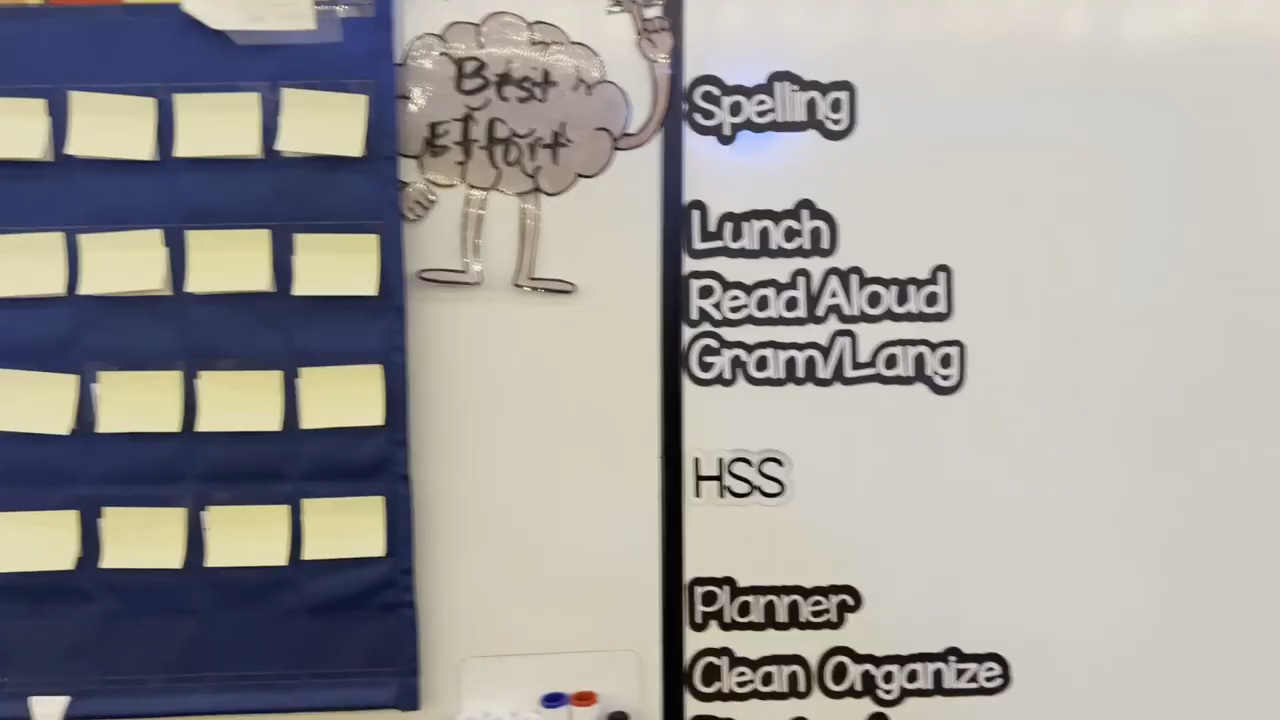 Best
Effort
Spelling
Lunch
Read Aloud
Gram/Lang
HSS
Planner
Clean Organize